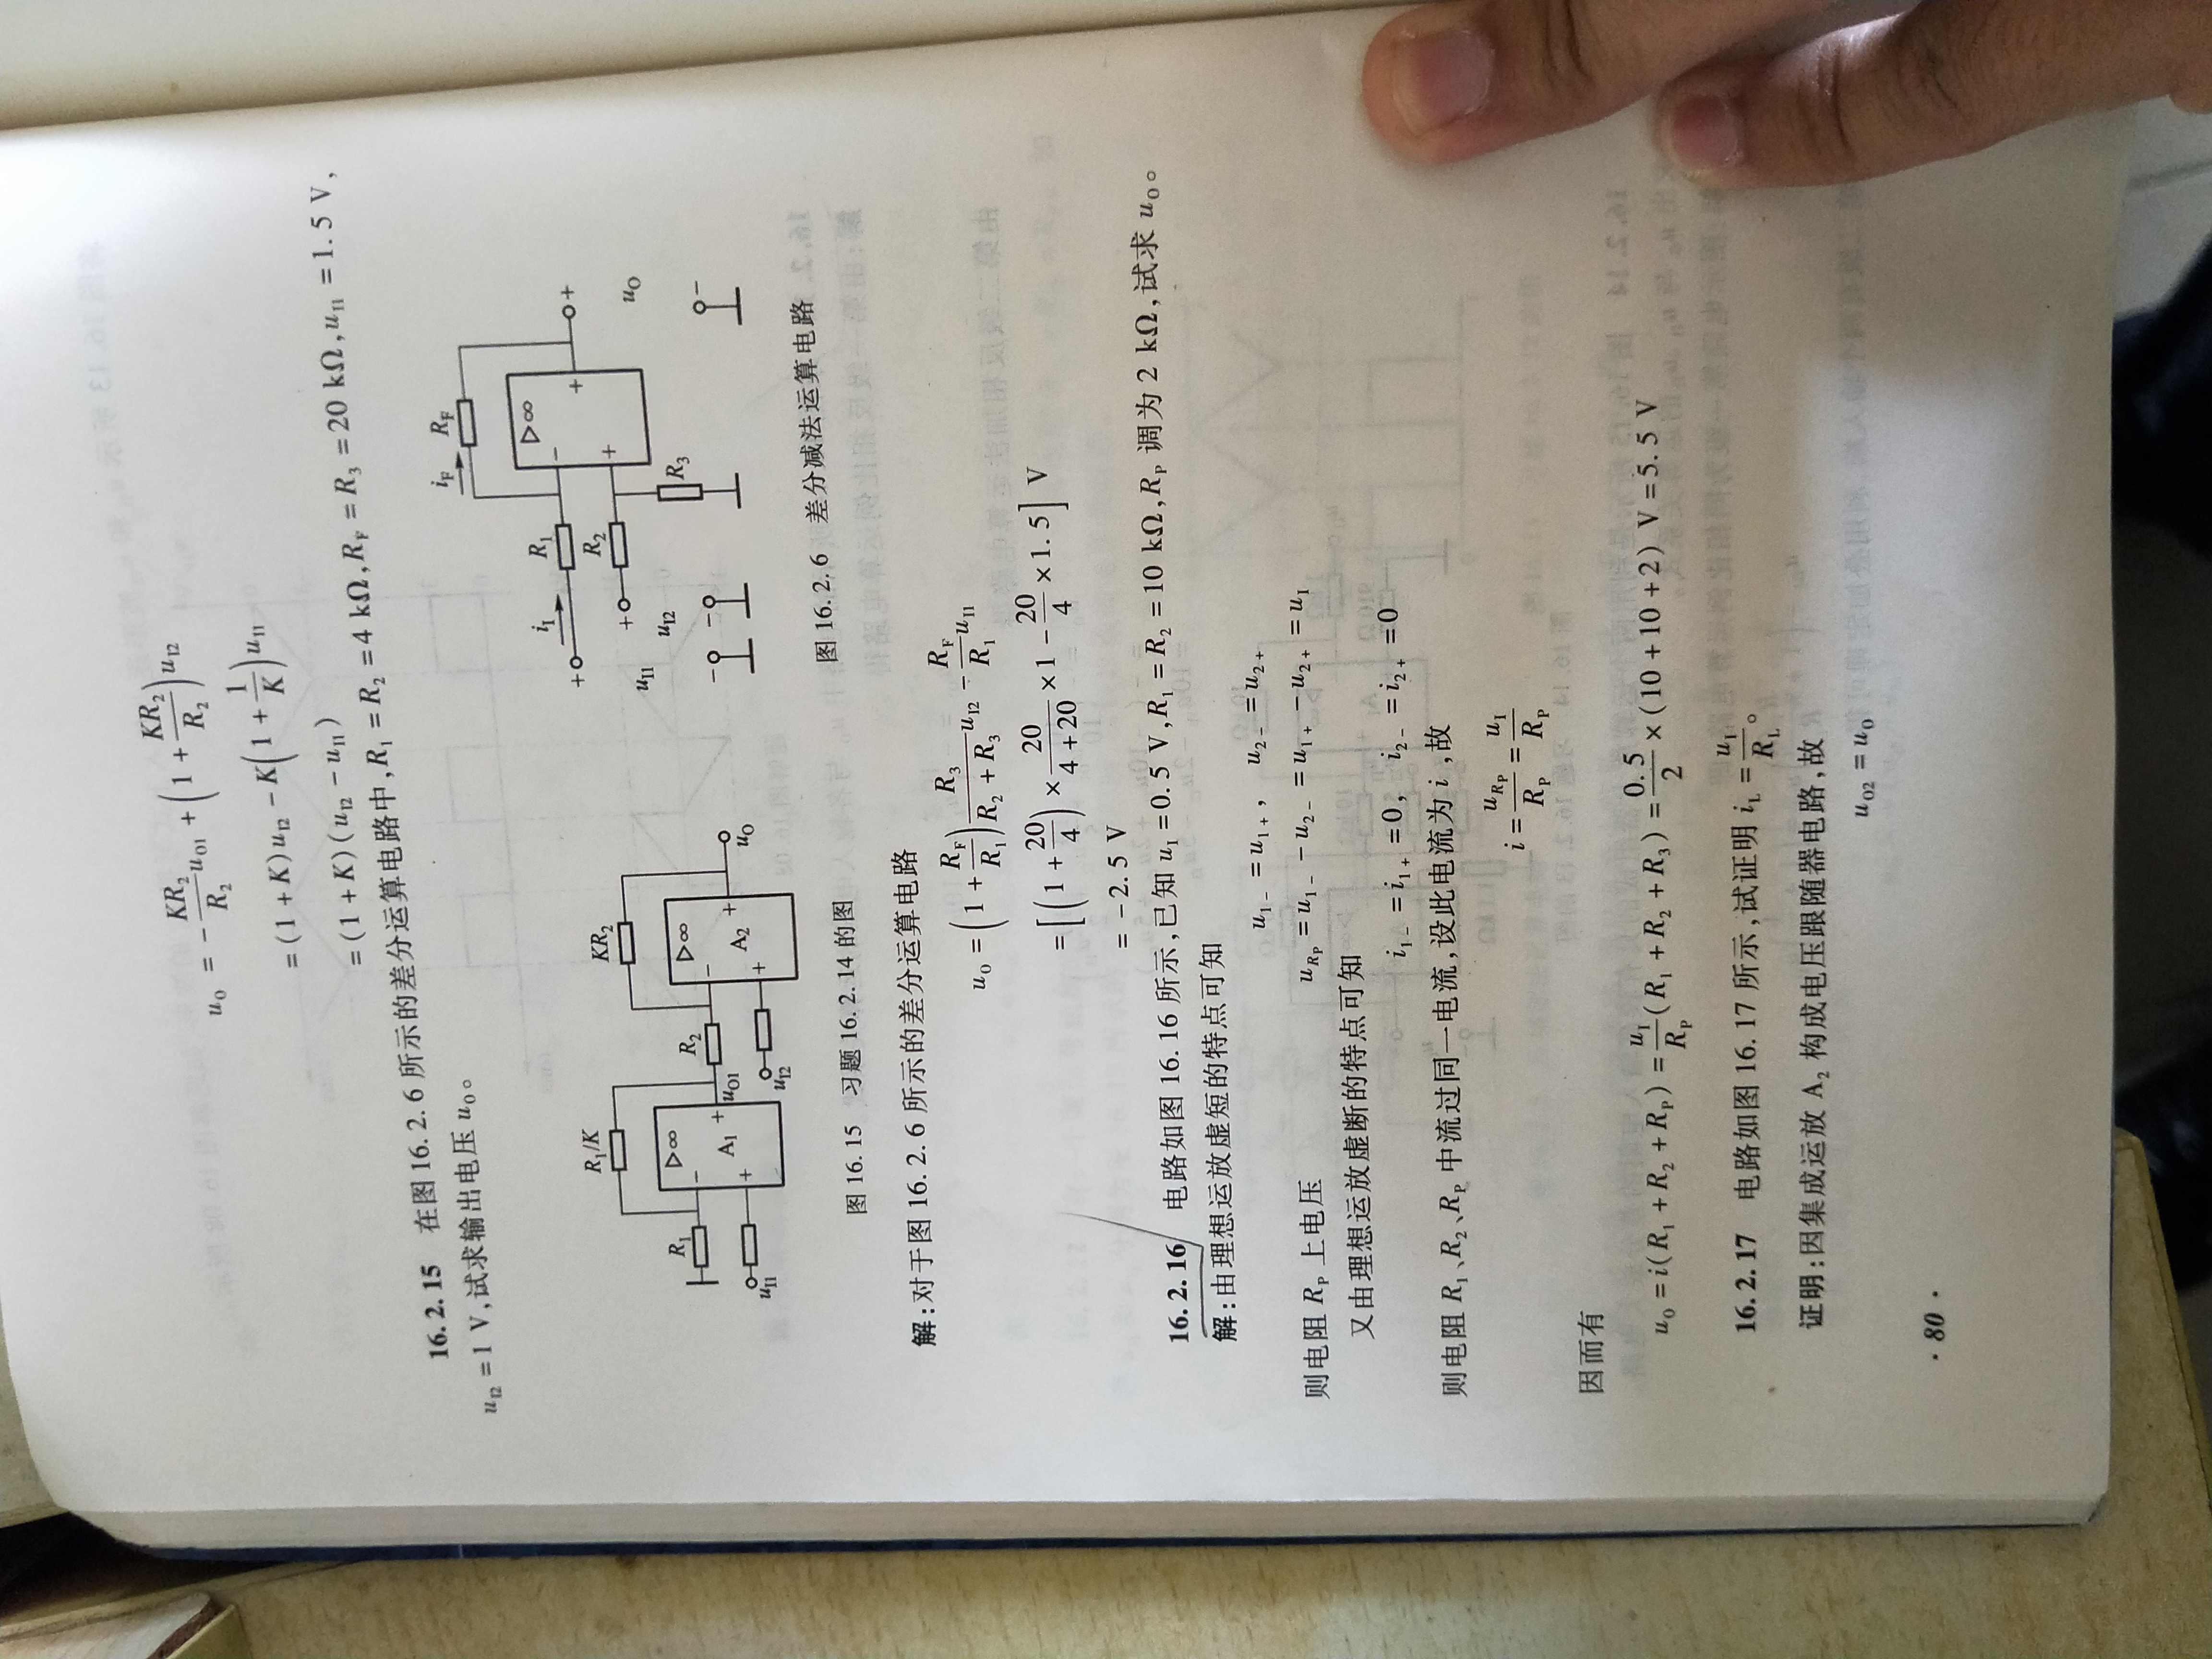 u_O = -\frac{KR_2}{R_2}u_{O1} + \left(1 + \frac{KR_2}{R_2}\right)u_{I2}
= (1 + K)u_{I2} - K\left(1 + \frac{1}{K}\right)u_{I1}
= (1 + K)(u_{I2} - u_{I1})
16.2.15 在图 16.2.6 所示的差分运算电路中,R_1 = R_2 = 4 kΩ,R_F = R_3 = 20 kΩ,u_{I1} = 1.5 V,
u_{I2} = 1 V,试求输出电压 u_O。
R_1/K
KR_2
R_1
▷∞
A_1
-
+
+
u_{I1}
u_{O1}
R_2
▷∞
A_2
-
+
+
u_{I2}
u_O
图 16.15 习题 16.2.14 的图
i_F
R_F
i_1
R_1
R_2
R_3
▷∞
-
+
+
+
+
u_{I1}
u_{I2}
-
-
+
u_O
-
图 16.2.6 差分减法运算电路
解:对于图 16.2.6 所示的差分运算电路
u_O = \left(1 + \frac{R_F}{R_1}\right)\frac{R_3}{R_2 + R_3}u_{I2} - \frac{R_F}{R_1}u_{I1}
= \left[\left(1 + \frac{20}{4}\right) × \frac{20}{4 + 20} × 1 - \frac{20}{4} × 1.5\right] V
= -2.5 V
16.2.16 电路如图 16.16 所示,已知 u_I = 0.5 V,R_1 = R_2 = 10 kΩ,R_P 调为 2 kΩ,试求 u_O。
解:由理想运放虚短的特点可知
u_{1-} = u_{1+}, u_{2-} = u_{2+}
则电阻 R_P 上电压 u_{R_P} = u_{1-} - u_{2-} = u_{1+} - u_{2+} = u_I
又由理想运放虚断的特点可知
i_{1-} = i_{1+} = 0, i_{2-} = i_{2+} = 0
则电阻 R_1、R_2、R_P 中流过同一电流,设此电流为 i,故
i = \frac{u_{R_P}}{R_P} = \frac{u_I}{R_P}
因而有
u_O = i(R_1 + R_2 + R_P) = \frac{u_I}{R_P}(R_1 + R_2 + R_3) = \frac{0.5}{2} × (10 + 10 + 2) V = 5.5 V
16.2.17 电路如图 16.17 所示,试证明 i_L = \frac{u_I}{R_L}。
证明:因集成运放 A_2 构成电压跟随器电路,故
u_{O2} = u_O
· 80 ·